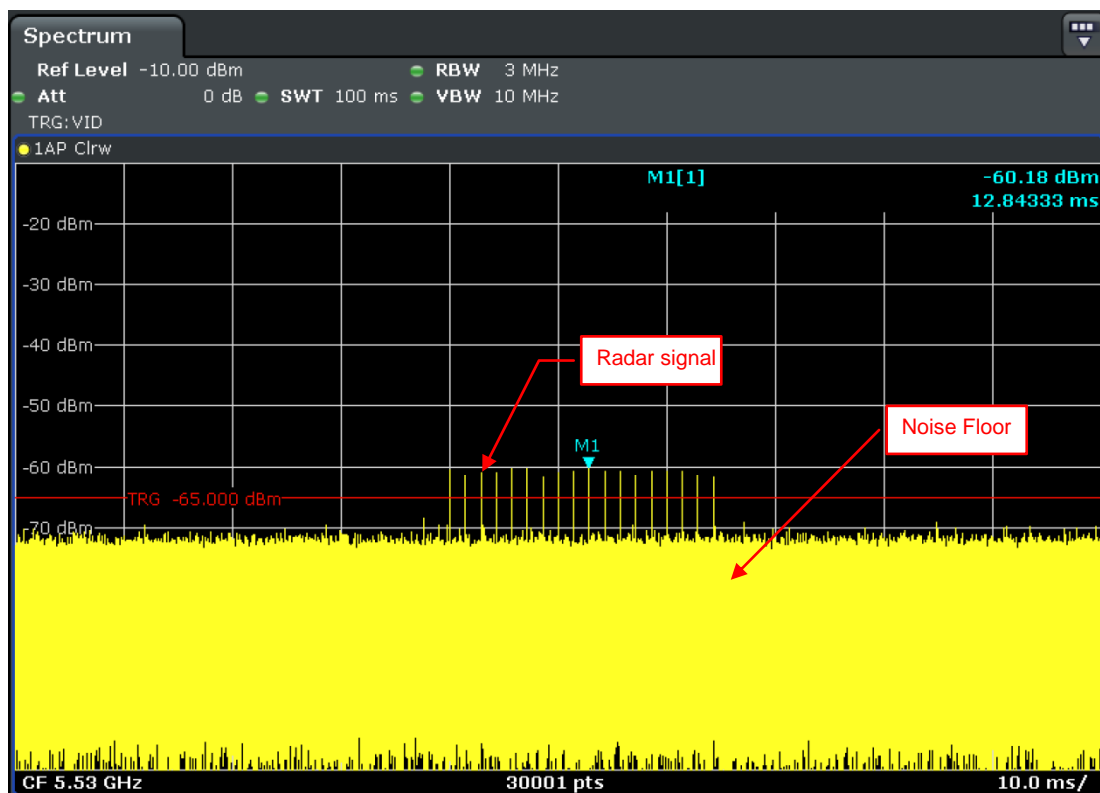 Spectrum
Ref Level -10.00 dBm RBW 3 MHz
Att 0 dB SWT 100 ms VBW 10 MHz
TRG:VID
1AP Clrw
M1[1] -60.18 dBm
12.84333 ms
-20 dBm
-30 dBm
-40 dBm
Radar signal
-50 dBm
Noise Floor
M1
-60 dBm
TRG -65.000 dBm
-70 dBm
CF 5.53 GHz 30001 pts 10.0 ms/